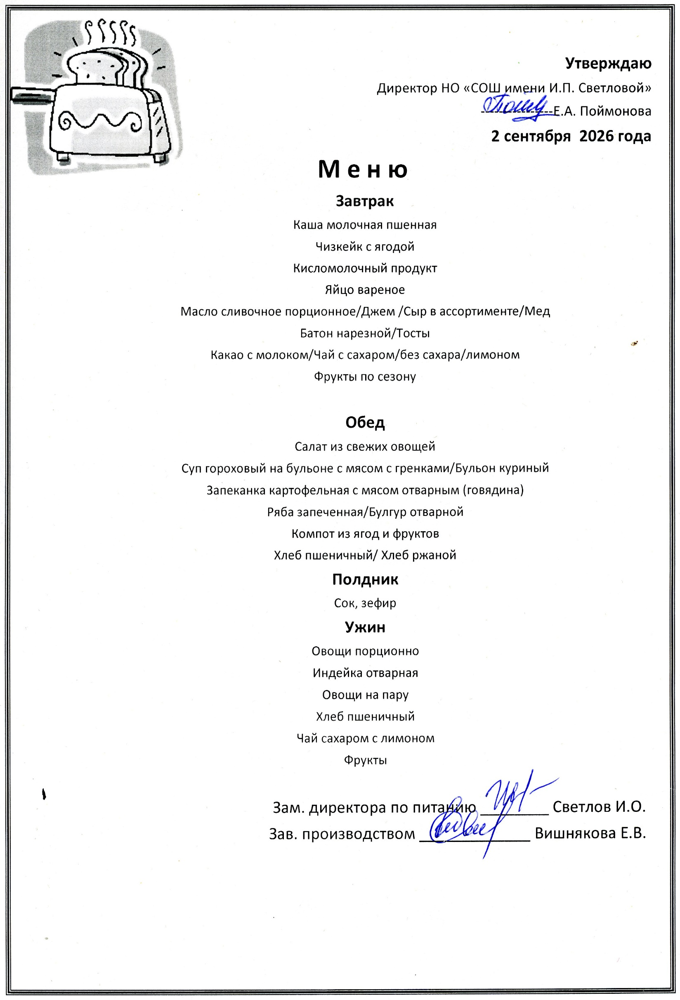 Утверждаю
Директор НО «СОШ имени И.П. Светловой»
----------------Е.А. Поймонова
2 сентября 2026 года
Меню
Завтрак
Каша молочная пшенная
Чизкейк с ягодой
Кисломолочный продукт
Яйцо вареное
Масло сливочное порционное/Джем /Сыр в ассортименте/Мед
Батон нарезной/Тосты
Какао с молоком/Чай с сахаром/без сахара/лимоном
Фрукты по сезону
Обед
Салат из свежих овощей
Суп гороховый на бульоне с мясом с гренками/Бульон куриный
Запеканка картофельная с мясом отварным (говядина)
Ряба запеченная/Булгур отварной
Компот из ягод и фруктов
Хлеб пшеничный/ Хлеб ржаной
Полдник
Сок, зефир
Ужин
Овощи порционно
Индейка отварная
Овощи на пару
Хлеб пшеничный
Чай сахаром с лимоном
Фрукты
Зам. директора по питанию ________ Светлов И.О.
Зав. производством _____________ Вишнякова Е.В.